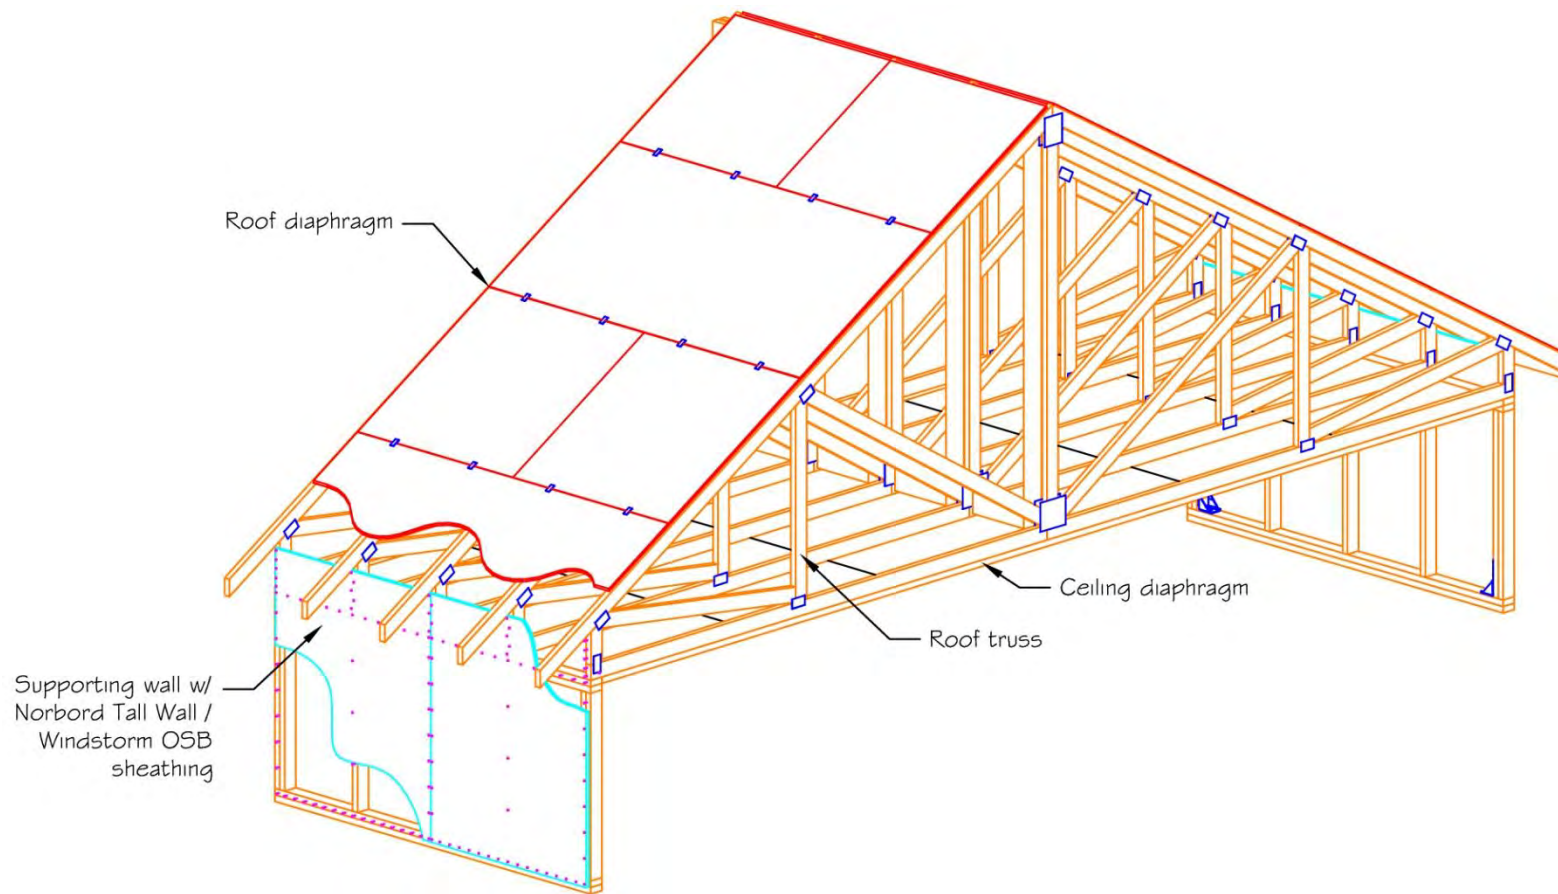 Roof diaphragm
Ceiling diaphragm
Roof truss
Supporting wall w/
Norbord Tall Wall /
Windstorm OSB
sheathing